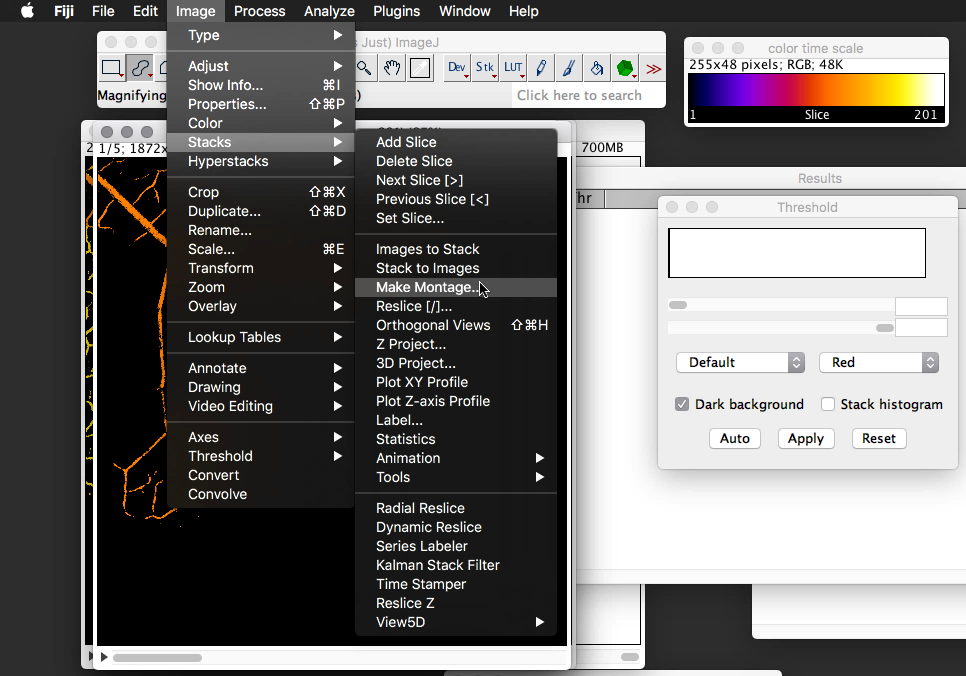 Fiji File Edit Image Process Analyze Plugins Window Help
Just) ImageJ
Dev Stk LUT
Magnifying
Click here to search
color time scale
255x48 pixels; RGB; 48K
1 Slice 201
1/5; 1872x
700MB
Type
Adjust
Show Info... ⌘I
Properties... ⇧⌘P
Color
Stacks
Hyperstacks
Crop ⇧⌘X
Duplicate... ⇧⌘D
Rename...
Scale... ⌘E
Transform
Zoom
Overlay
Lookup Tables
Annotate
Drawing
Video Editing
Axes
Threshold
Convert
Convolve
Add Slice
Delete Slice
Next Slice [>]
Previous Slice [<]
Set Slice...
Images to Stack
Stack to Images
Make Montage...
Reslice [/]...
Orthogonal Views ⇧⌘H
Z Project...
3D Project...
Plot XY Profile
Plot Z-axis Profile
Label...
Statistics
Animation
Tools
Radial Reslice
Dynamic Reslice
Series Labeler
Kalman Stack Filter
Time Stamper
Reslice Z
View5D
Results
Threshold
Default Red
Dark background Stack histogram
Auto Apply Reset